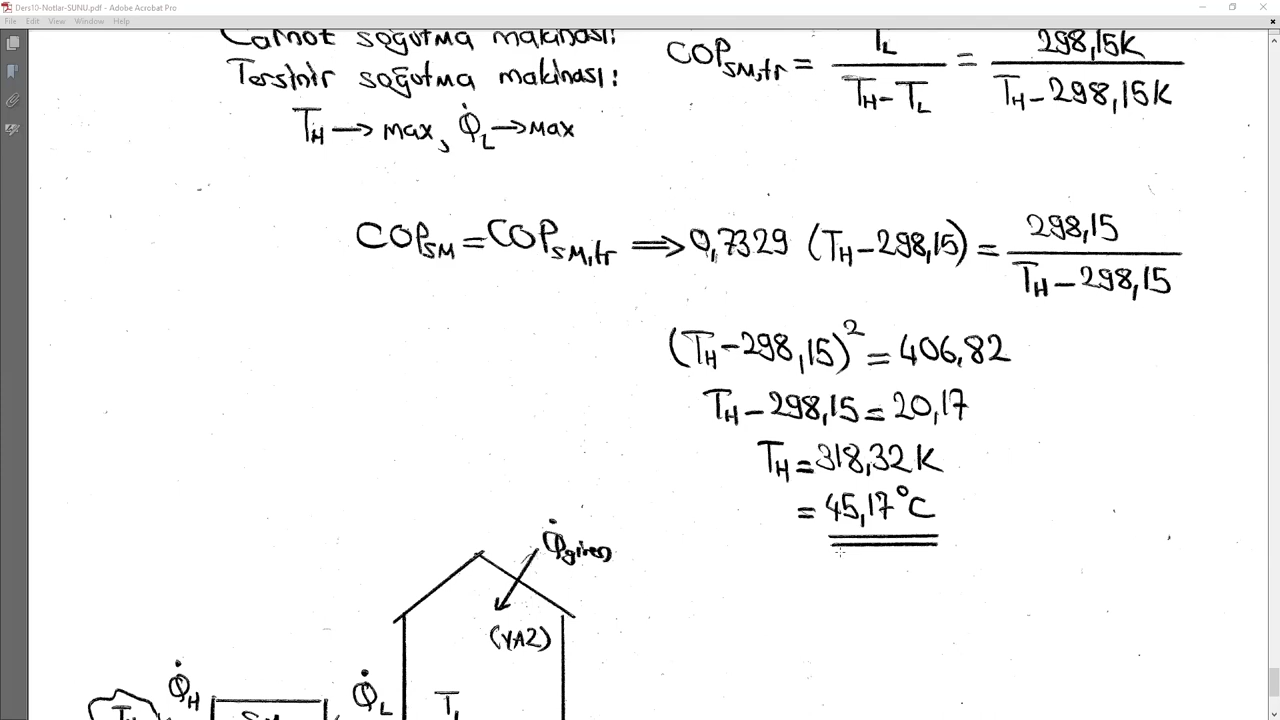 Ders10-Notlar-SUNU.pdf - Adobe Acrobat Pro
File Edit View Window Help
Carnot soğutma makinası:
Tersinir soğutma makinası:
T_H → max, Q̇_L → max
COP_SM,tr = T_L / (T_H − T_L) = 298,15K / (T_H − 298,15K)
COP_SM = COP_SM,tr ⟹ 0,7329 (T_H − 298,15) = 298,15 / (T_H − 298,15)
(T_H − 298,15)² = 406,82
T_H − 298,15 = 20,17
T_H = 318,32 K
= 45,17°C
Q̇giren
(YAZ)
Q̇_H
Q̇_L
T_L
T_H
SM